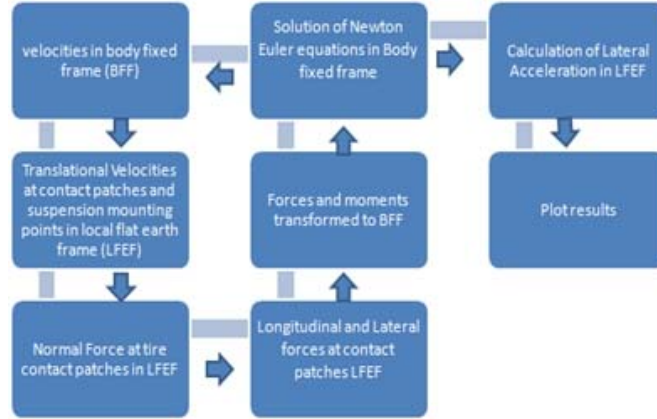 velocities in body fixed
frame (BFF)
Solution of Newton
Euler equations in Body
fixed frame
Calculation of Lateral
Acceleration in LFEF
Translational Velocities
at contact patches and
suspension mounting
points in local flat earth
frame (LFEF)
Forces and moments
transformed to BFF
Plot results
Normal Force at tire
contact patches in LFEF
Longitudinal and Lateral
forces at contact
patches LFEF